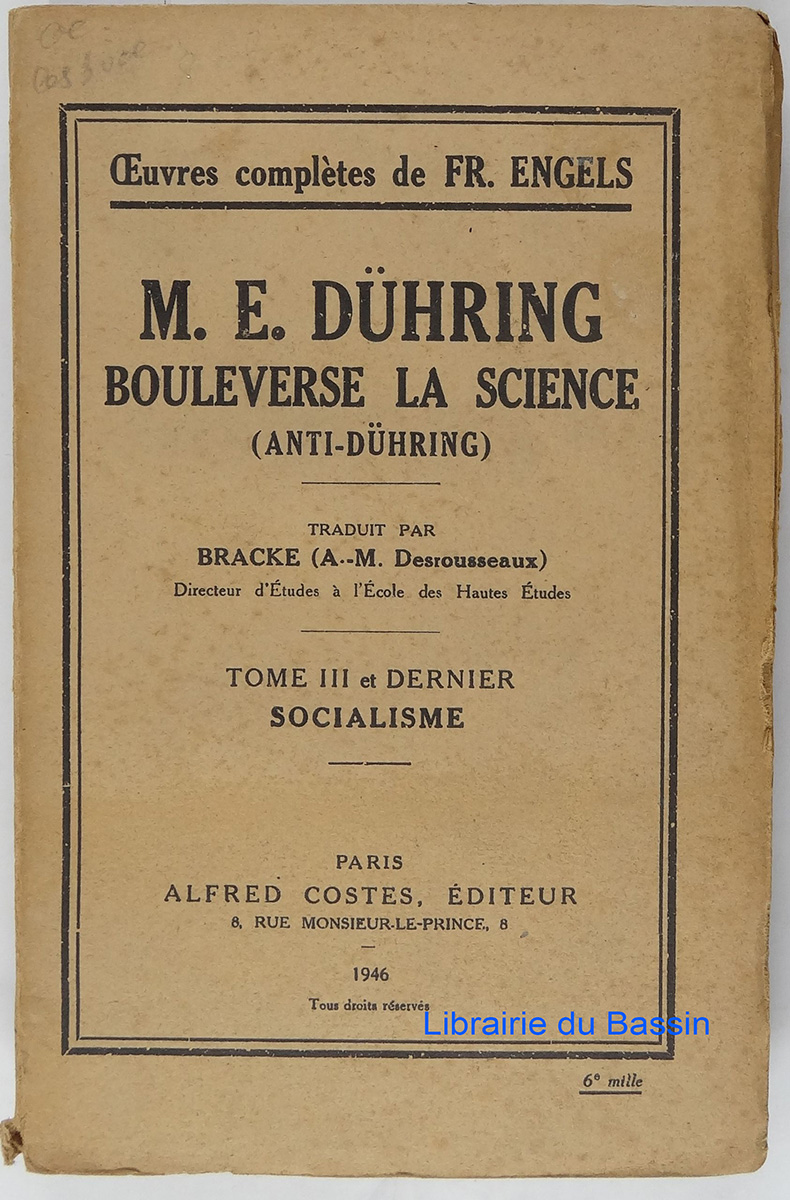 Œuvres complètes de FR. ENGELS
M. E. DÜHRING
BOULEVERSE LA SCIENCE
(ANTI-DÜHRING)
TRADUIT PAR
BRACKE (A.-M. Desrousseaux)
Directeur d'Études à l'École des Hautes Études
TOME III et DERNIER
SOCIALISME
PARIS
ALFRED COSTES, ÉDITEUR
8, RUE MONSIEUR-LE-PRINCE, 8
1946
Tous droits réservés
Librairie du Bassin
6e mille